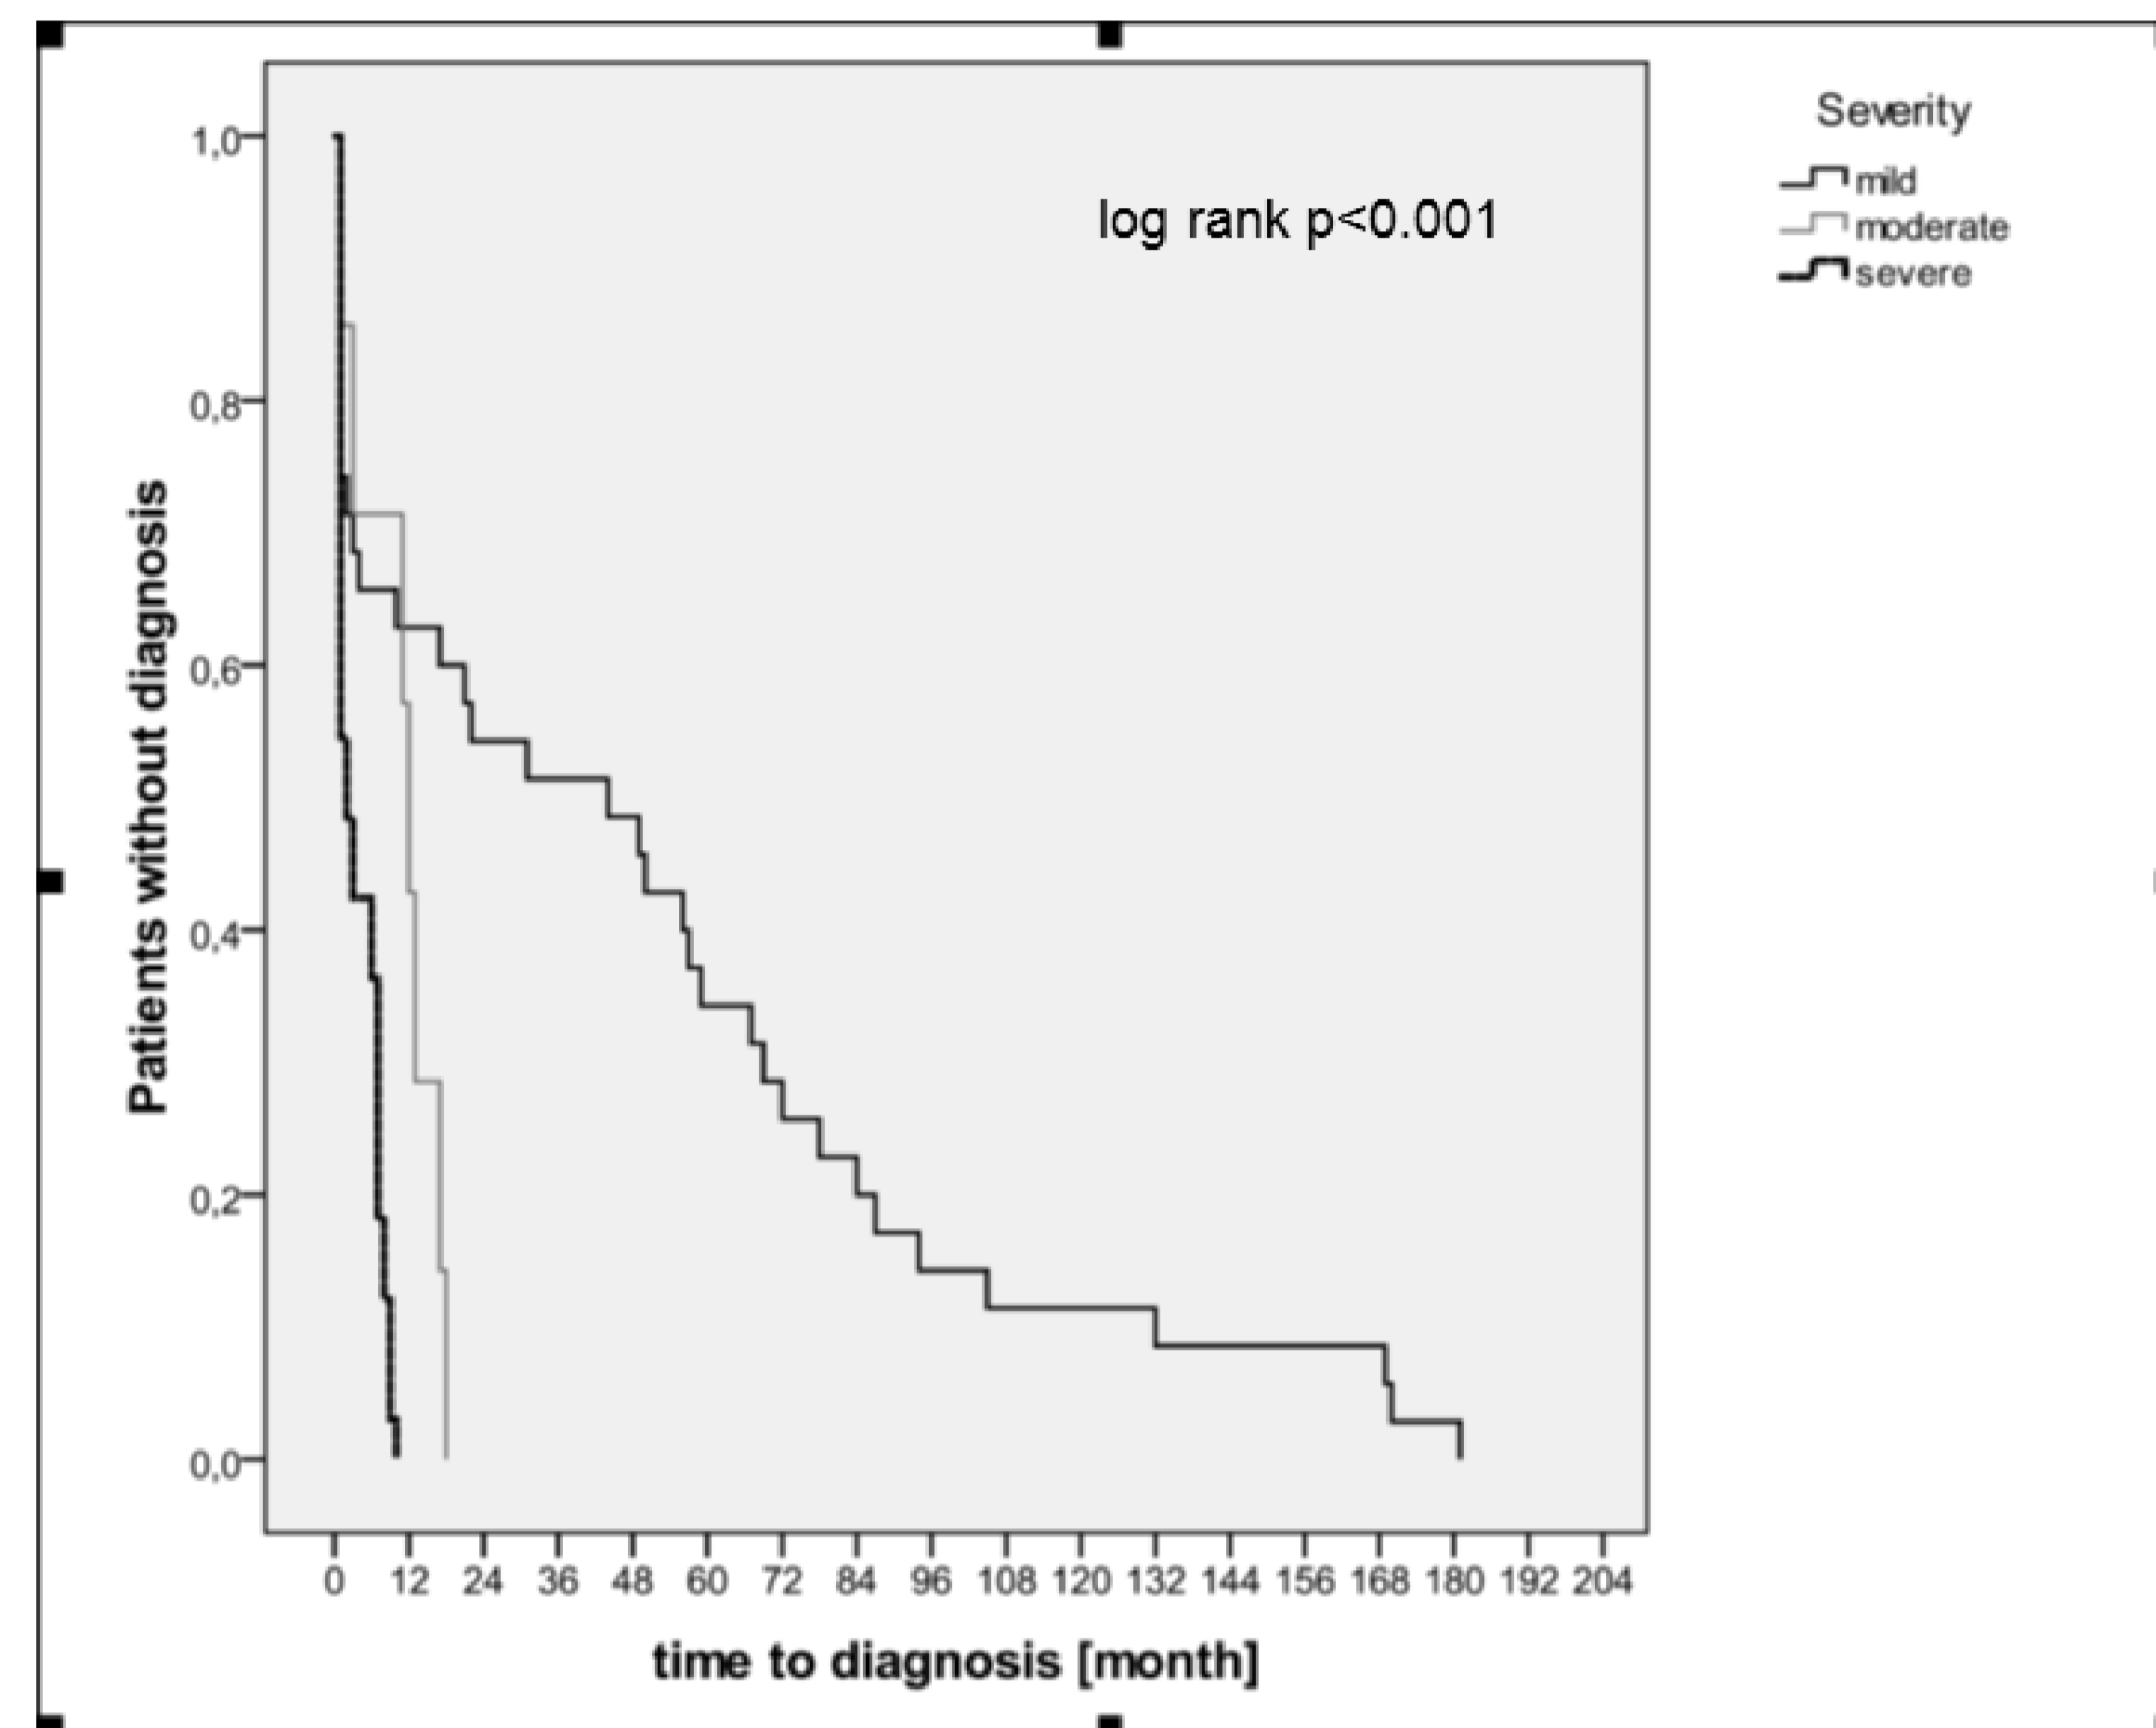 Severity
mild
moderate
severe
log rank p<0.001
Patients without diagnosis
1,0
0,8
0,6
0,4
0,2
0,0
0 12 24 36 48 60 72 84 96 108 120 132 144 156 168 180 192 204
time to diagnosis [month]